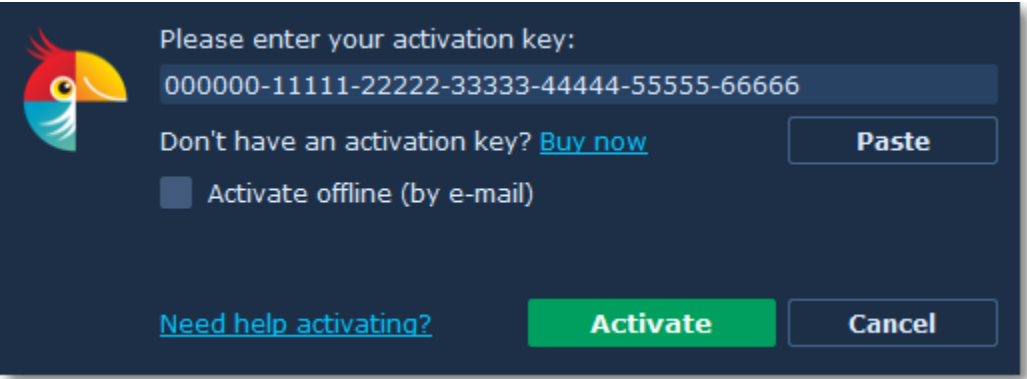 Please enter your activation key:
000000-11111-22222-33333-44444-55555-66666
Don't have an activation key? Buy now
Paste
Activate offline (by e-mail)
Need help activating?
Activate
Cancel